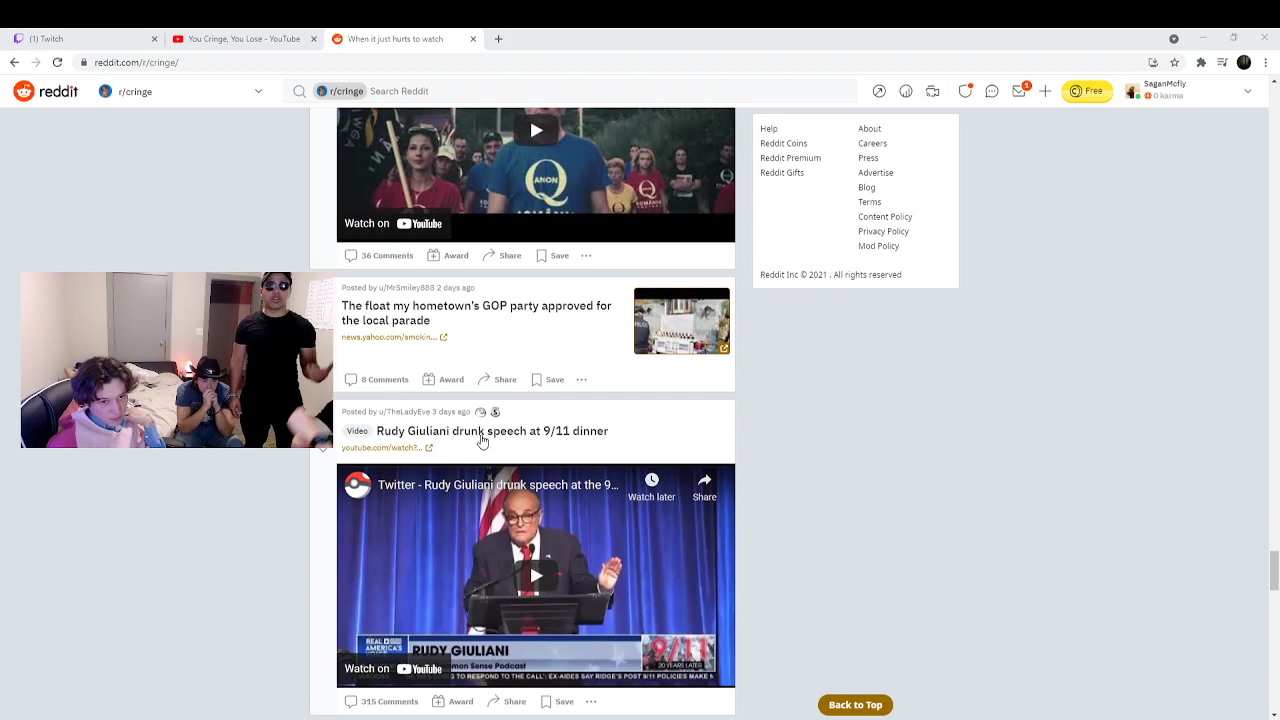 (1) Twitch
You Cringe, You Lose - YouTube
When it just hurts to watch
reddit.com/r/cringe/
reddit
r/cringe
r/cringe
Search Reddit
1
Free
SaganMcfly
0 karma
ANON
Q
ROMÂNIA
Q
Q
Watch on YouTube
36 Comments
Award
Share
Save
Posted by u/MrSmiley888 2 days ago
The float my hometown's GOP party approved for
the local parade
news.yahoo.com/smokin...
POLICE
8 Comments
Award
Share
Save
Posted by u/TheLadyEve 3 days ago
Video
Rudy Giuliani drunk speech at 9/11 dinner
youtube.com/watch?...
Twitter - Rudy Giuliani drunk speech at the 9...
Watch later
Share
REAL
AMERICA'S
VOICE
RUDY GIULIANI
mon Sense Podcast
9/11
20 YEARS LATER
Watch on YouTube
G TO RESPOND TO THE CALL': EX-AIDES SAY RIDGE'S POST 9/11 POLICIES MAKE
315 Comments
Award
Share
Save
Help
About
Reddit Coins
Careers
Reddit Premium
Press
Reddit Gifts
Advertise
Blog
Terms
Content Policy
Privacy Policy
Mod Policy
Reddit Inc © 2021 . All rights reserved
Back to Top